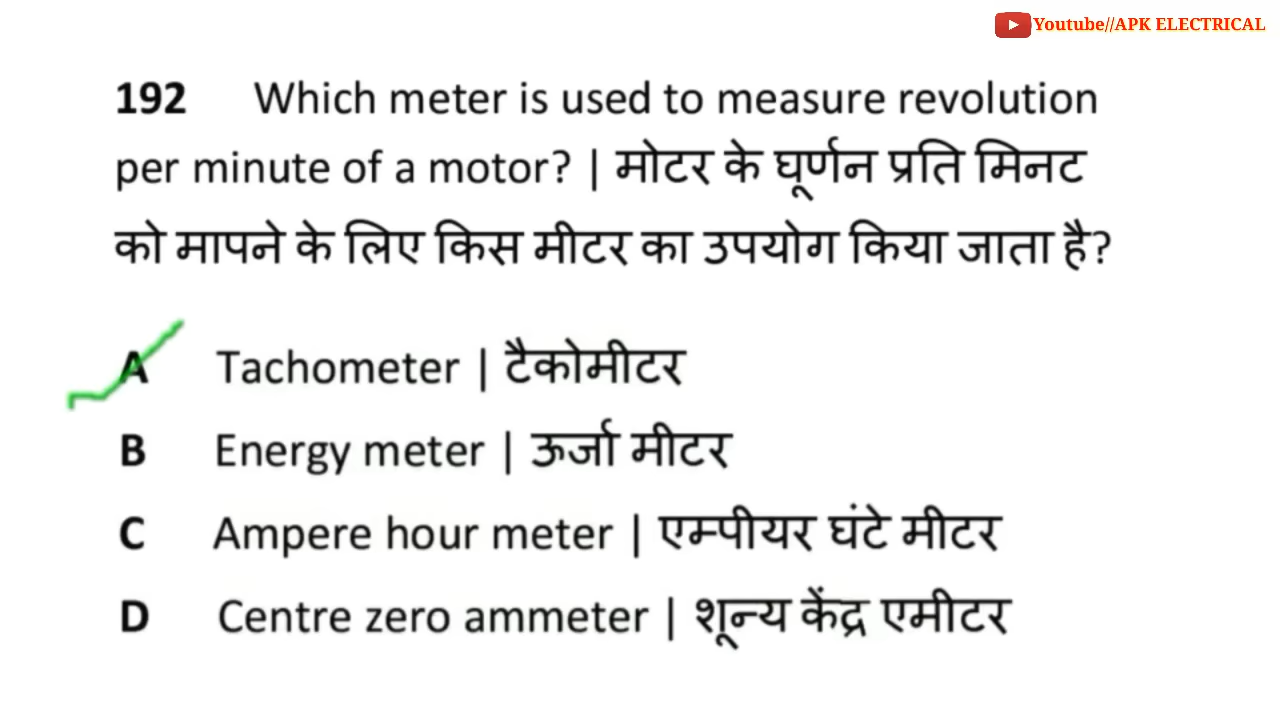 Youtube//APK ELECTRICAL
192 Which meter is used to measure revolution
per minute of a motor? | मोटर के घूर्णन प्रति मिनट
को मापने के लिए किस मीटर का उपयोग किया जाता है?
A Tachometer | टैकोमीटर
B Energy meter | ऊर्जा मीटर
C Ampere hour meter | एम्पीयर घंटे मीटर
D Centre zero ammeter | शून्य केंद्र एमीटर